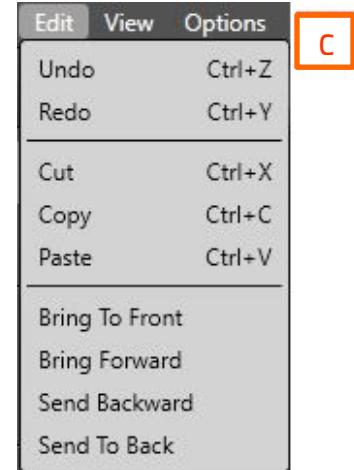 Edit View Options
C
Undo Ctrl+Z
Redo Ctrl+Y
Cut Ctrl+X
Copy Ctrl+C
Paste Ctrl+V
Bring To Front
Bring Forward
Send Backward
Send To Back